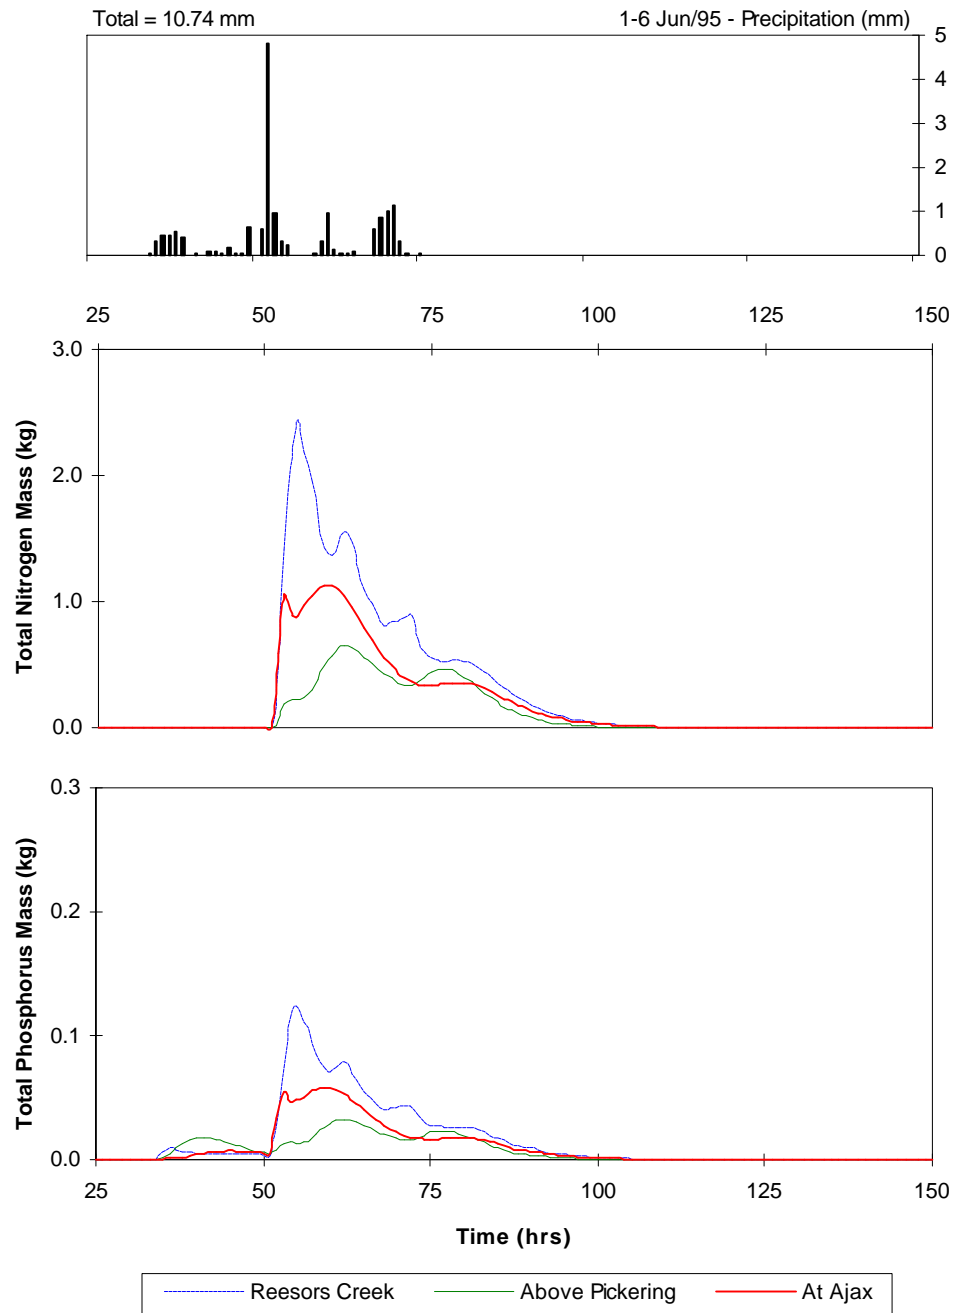 Total = 10.74 mm 1-6 Jun/95 - Precipitation (mm)
5
4
3
2
1
0
25 50 75 100 125 150
Total Nitrogen Mass (kg)
3.0
2.0
1.0
0.0
Total Phosphorus Mass (kg)
0.3
0.2
0.1
0.0
25 50 75 100 125 150
Time (hrs)
Reesors Creek Above Pickering At Ajax